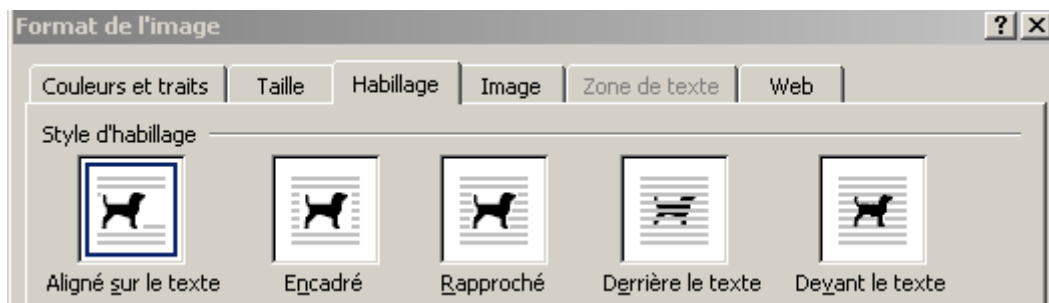 Format de l'image
Couleurs et traits Taille Habillage Image Zone de texte Web
Style d'habillage
Aligné sur le texte Encadré Rapproché Derrière le texte Devant le texte